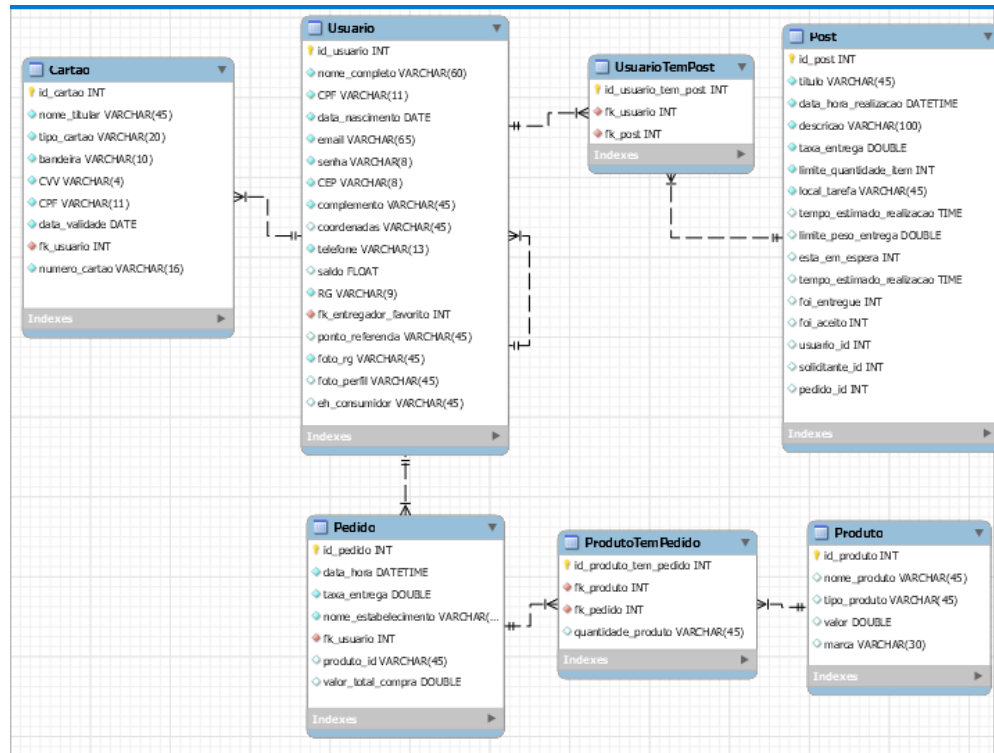 Cartao
id_cartao INT
nome_titular VARCHAR(45)
tipo_cartao VARCHAR(20)
bandeira VARCHAR(10)
CVV VARCHAR(4)
CPF VARCHAR(11)
data_validade DATE
fk_usuario INT
numero_cartao VARCHAR(16)
Indexes
Usuario
id_usuario INT
nome_completo VARCHAR(60)
CPF VARCHAR(11)
data_nascimento DATE
email VARCHAR(65)
senha VARCHAR(8)
CEP VARCHAR(8)
complemento VARCHAR(45)
coordenadas VARCHAR(45)
telefone VARCHAR(13)
saldo FLOAT
RG VARCHAR(9)
fk_entregador_favorito INT
ponto_referencia VARCHAR(45)
foto_rg VARCHAR(45)
foto_perfil VARCHAR(45)
eh_consumidor VARCHAR(45)
Indexes
UsuarioTemPost
id_usuario_tem_post INT
fk_usuario INT
fk_post INT
Indexes
Post
id_post INT
titulo VARCHAR(45)
data_hora_realizacao DATETIME
descricao VARCHAR(100)
taxa_entrega DOUBLE
limite_quantidade_item INT
local_tarefa VARCHAR(45)
tempo_estimado_realizacao TIME
limite_peso_entrega DOUBLE
esta_em_espera INT
tempo_estimado_realizacao TIME
foi_entregue INT
foi_aceito INT
usuario_id INT
solicitante_id INT
pedido_id INT
Indexes
Pedido
id_pedido INT
data_hora DATETIME
taxa_entrega DOUBLE
nome_estabelecimento VARCHAR(...
fk_usuario INT
produto_id VARCHAR(45)
valor_total_compra DOUBLE
Indexes
ProdutoTemPedido
id_produto_tem_pedido INT
fk_produto INT
fk_pedido INT
quantidade_produto VARCHAR(45)
Indexes
Produto
id_produto INT
nome_produto VARCHAR(45)
tipo_produto VARCHAR(45)
valor DOUBLE
marca VARCHAR(30)
Indexes